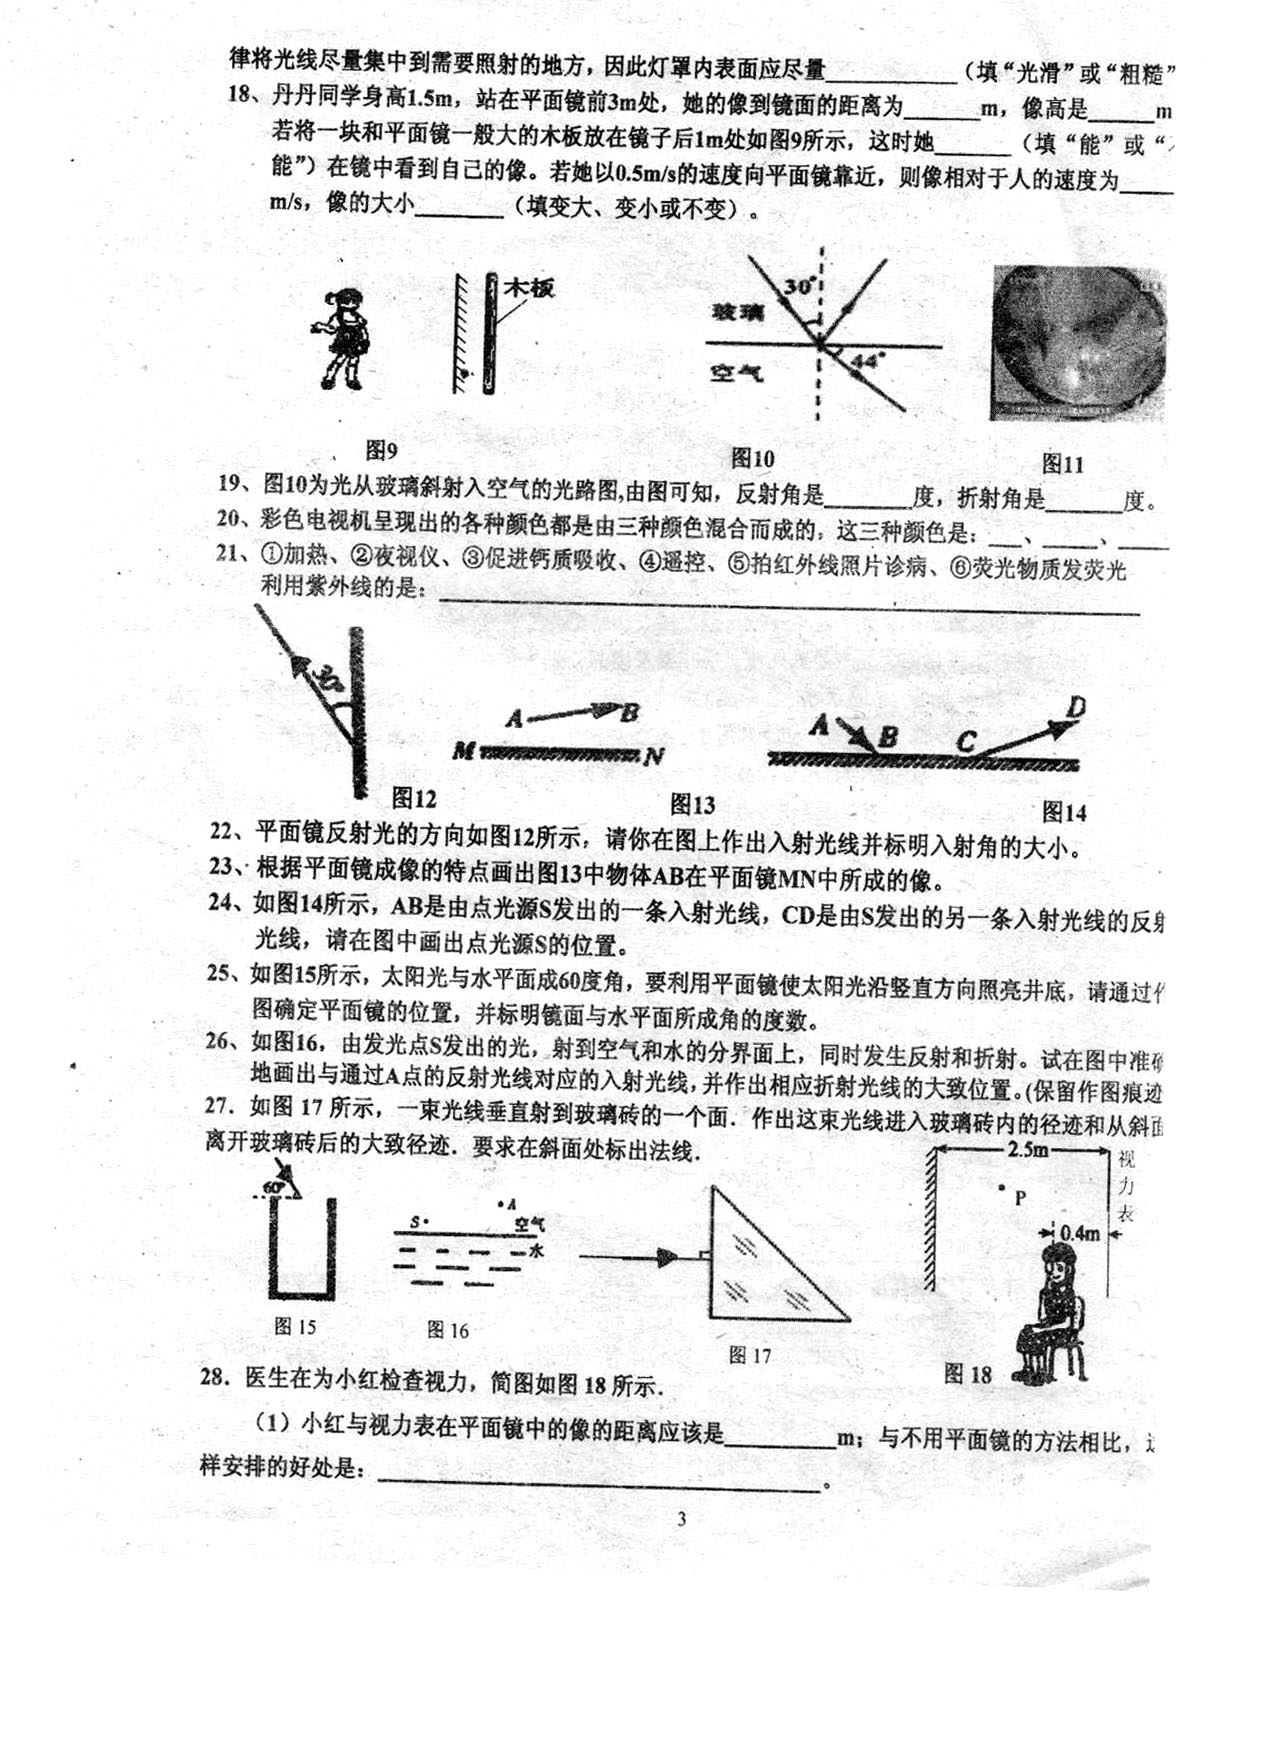 律将光线尽量集中到需要照射的地方，因此灯罩内表面应尽量__________（填“光滑”或“粗糙”
18、丹丹同学身高1.5m，站在平面镜前3m处，她的像到镜面的距离为______m，像高是_____m
若将一块和平面镜一般大的木板放在镜子后1m处如图9所示，这时她______（填“能”或“
能”）在镜中看到自己的像。若她以0.5m/s的速度向平面镜靠近，则像相对于人的速度为____
m/s，像的大小_______（填变大、变小或不变）。
木板
30°
玻璃
44°
空气
图9
图10
图11
19、图10为光从玻璃斜射入空气的光路图,由图可知，反射角是_______度，折射角是______度。
20、彩色电视机呈现出的各种颜色都是由三种颜色混合而成的，这三种颜色是：___、____、____
21、①加热、②夜视仪、③促进钙质吸收、④遥控、⑤拍红外线照片诊病、⑥荧光物质发荧光
利用紫外线的是：____________________
A B
M N
A B C D
图12
图13
图14
22、平面镜反射光的方向如图12所示，请你在图上作出入射光线并标明入射角的大小。
23、根据平面镜成像的特点画出图13中物体AB在平面镜MN中所成的像。
24、如图14所示，AB是由点光源S发出的一条入射光线，CD是由S发出的另一条入射光线的反射
光线，请在图中画出点光源S的位置。
25、如图15所示，太阳光与水平面成60度角，要利用平面镜使太阳光沿竖直方向照亮井底，请通过作
图确定平面镜的位置，并标明镜面与水平面所成角的度数。
26、如图16，由发光点S发出的光，射到空气和水的分界面上，同时发生反射和折射。试在图中准确
地画出与通过A点的反射光线对应的入射光线,并作出相应折射光线的大致位置。(保留作图痕迹
27．如图 17 所示，一束光线垂直射到玻璃砖的一个面．作出这束光线进入玻璃砖内的径迹和从斜面
离开玻璃砖后的大致径迹．要求在斜面处标出法线．
2.5m
视力表
P
0.4m
60°
S
A
空气
水
图 15
图 16
图 17
图 18
28．医生在为小红检查视力，简图如图 18 所示．
（1）小红与视力表在平面镜中的像的距离应该是________m；与不用平面镜的方法相比，这
样安排的好处是：____________________。
3